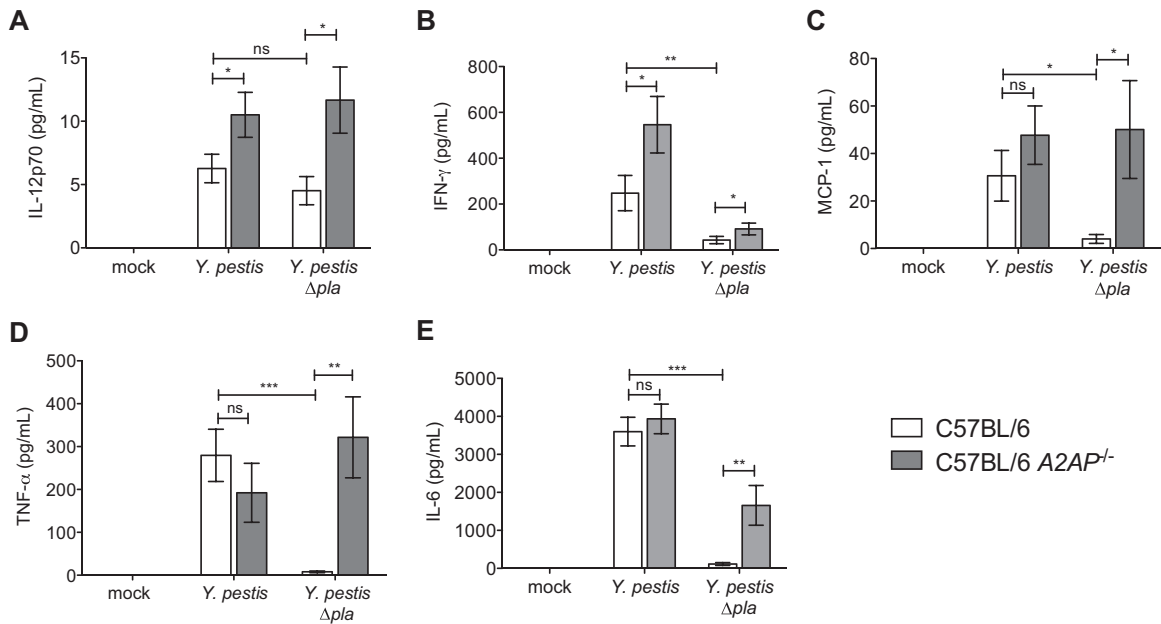 A
IL-12p70 (pg/mL)
15
10
5
0
ns
*
*
mock
Y. pestis
Y. pestis
Δpla
B
IFN-γ (pg/mL)
800
600
400
200
0
**
*
*
mock
Y. pestis
Y. pestis
Δpla
C
MCP-1 (pg/mL)
80
60
40
20
0
*
*
ns
mock
Y. pestis
Y. pestis
Δpla
D
TNF-α (pg/mL)
500
400
300
200
100
0
**
***
ns
mock
Y. pestis
Y. pestis
Δpla
E
IL-6 (pg/mL)
5000
4000
3000
2000
1000
0
***
ns
**
mock
Y. pestis
Y. pestis
Δpla
C57BL/6
C57BL/6 A2AP-/-